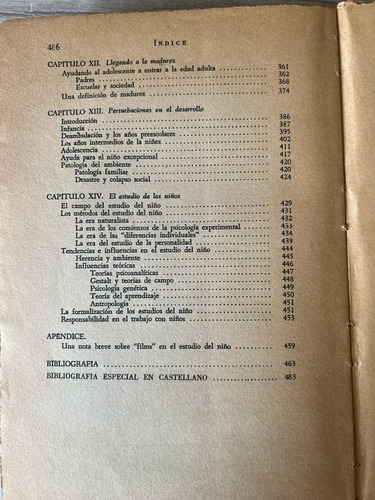 486 ÍNDICE
CAPITULO XII. Llegando a la madurez
Ayudando al adolescente a entrar a la edad adulta 361
Padres 362
Escuelas y sociedad 368
Una definición de madurez 374
CAPITULO XIII. Perturbaciones en el desarrollo
Introducción 386
Infancia 387
Deambulación y los años preescolares 395
Los años intermedios de la niñez 402
Adolescencia 411
Ayuda para el niño excepcional 417
Patología del ambiente 420
Patología familiar 420
Desastre y colapso social 424
CAPITULO XIV. El estudio de los niños
El campo del estudio del niño 429
Los métodos del estudio del niño 431
La era naturalista 432
La era de los comienzos de la psicología experimental 433
La era de las "diferencias individuales" 434
La era del estudio de la personalidad 439
Tendencias e influencias en el estudio del niño 444
Herencia y ambiente 445
Influencias teóricas 446
Teorías psicoanalíticas 447
Gestalt y teorías de campo 448
Psicología genética 449
Teoría del aprendizaje 450
Antropología 451
La formalización de los estudios del niño 451
Responsabilidad en el trabajo con niños 453
APÉNDICE.
Una nota breve sobre "films" en el estudio del niño 459
BIBLIOGRAFIA 463
BIBLIOGRAFIA ESPECIAL EN CASTELLANO 483